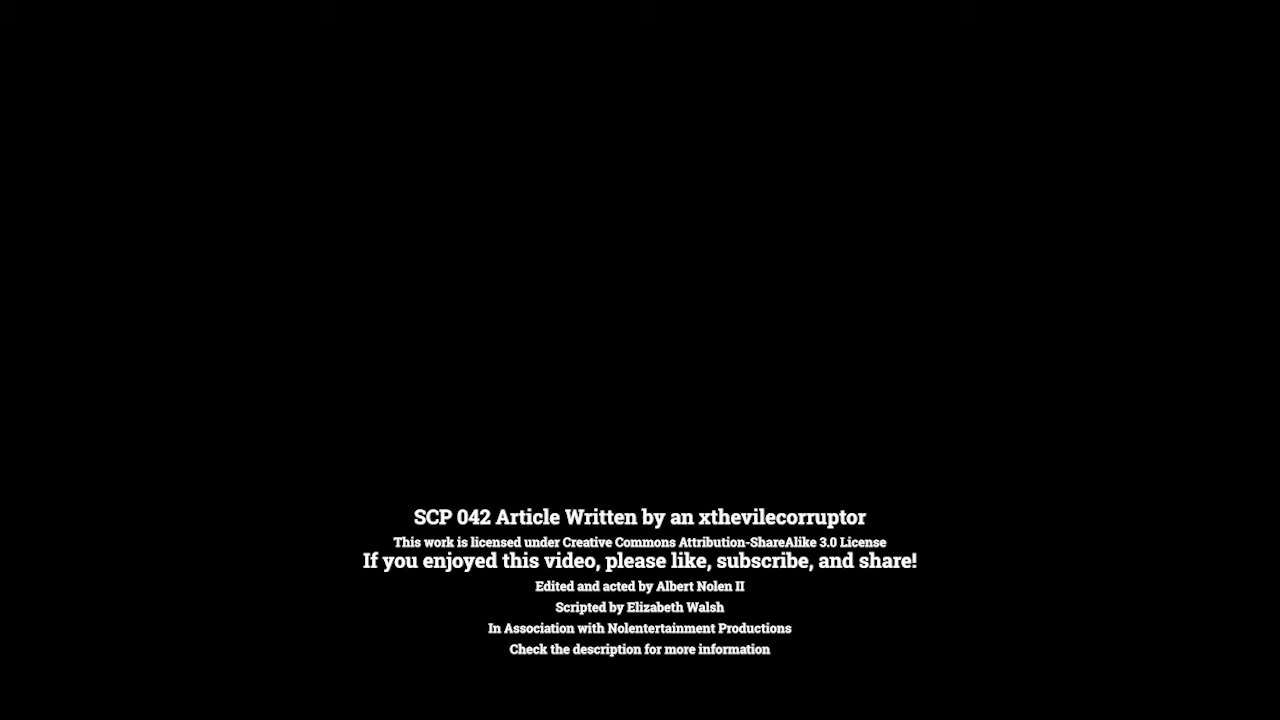 SCP 042 Article Written by an xthevilecorruptor
This work is licensed under Creative Commons Attribution-ShareAlike 3.0 License
If you enjoyed this video, please like, subscribe, and share!
Edited and acted by Albert Nolen II
Scripted by Elizabeth Walsh
In Association with Nolentertainment Productions
Check the description for more information